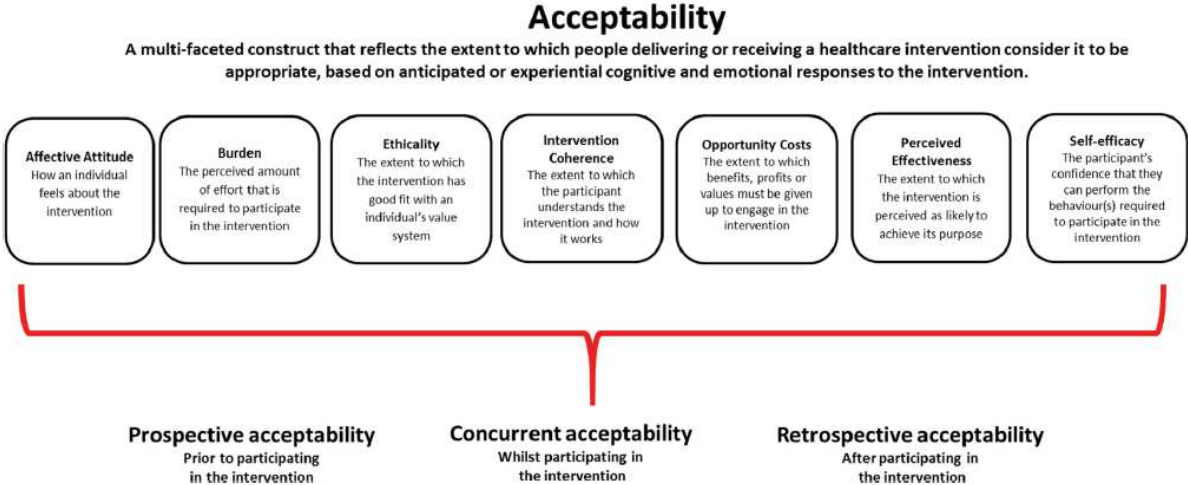 Acceptability
A multi-faceted construct that reflects the extent to which people delivering or receiving a healthcare intervention consider it to be
appropriate, based on anticipated or experiential cognitive and emotional responses to the intervention.
Affective Attitude
How an individual
feels about the
intervention
Burden
The perceived amount
of effort that is
required to participate
in the intervention
Ethicality
The extent to which
the intervention has
good fit with an
individual's value
system
Intervention
Coherence
The extent to which
the participant
understands the
intervention and how
it works
Opportunity Costs
The extent to which
benefits, profits or
values must be given
up to engage in the
intervention
Perceived
Effectiveness
The extent to which
the intervention is
perceived as likely to
achieve its purpose
Self-efficacy
The participant's
confidence that they
can perform the
behaviour(s) required
to participate in the
intervention
Prospective acceptability
Prior to participating
in the intervention
Concurrent acceptability
Whilst participating in
the intervention
Retrospective acceptability
After participating in
the intervention